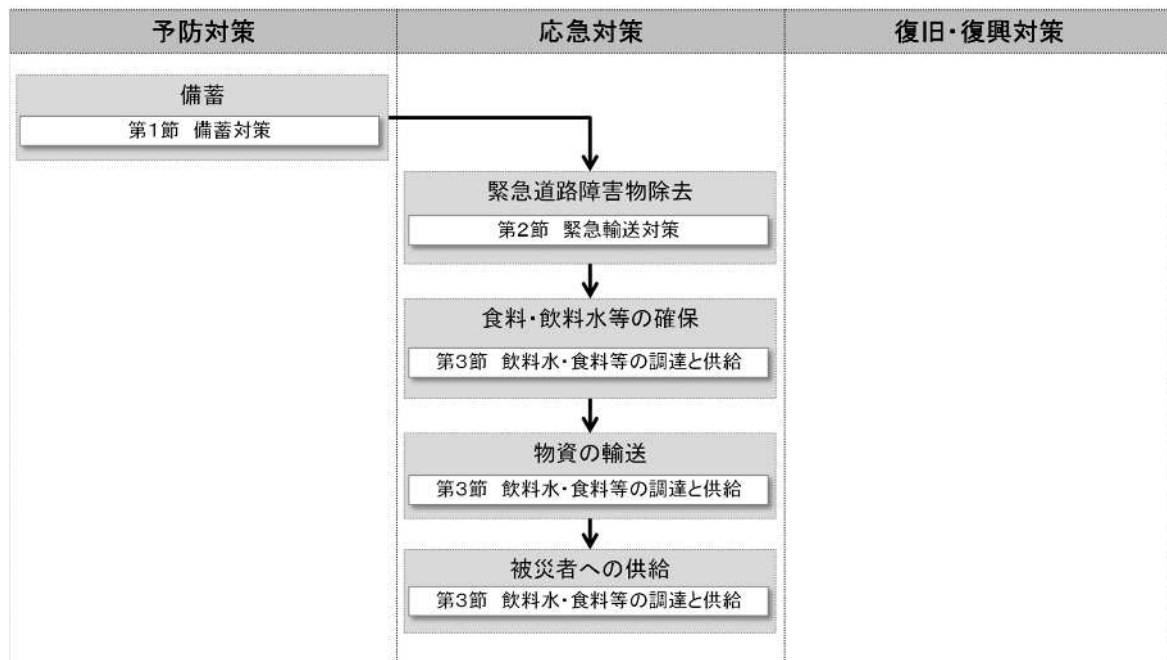 予防対策
応急対策
復旧・復興対策
備蓄
第1節 備蓄対策
緊急道路障害物除去
第2節 緊急輸送対策
食料・飲料水等の確保
第3節 飲料水・食料等の調達と供給
物資の輸送
第3節 飲料水・食料等の調達と供給
被災者への供給
第3節 飲料水・食料等の調達と供給